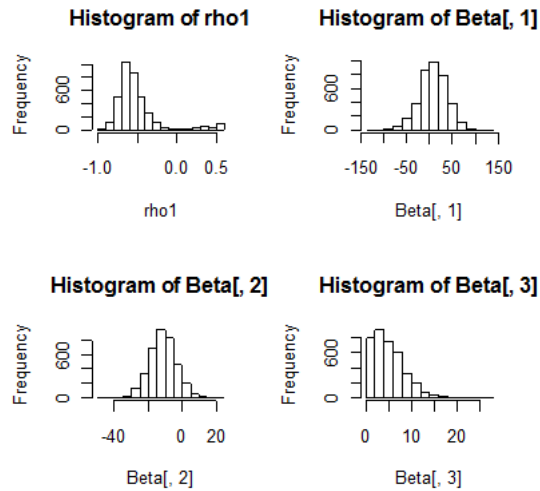 Histogram of rho1
Histogram of Beta[, 1]
Frequency
0 600
-1.0 0.0 0.5
rho1
Frequency
0 600
-150 -50 50 150
Beta[, 1]
Histogram of Beta[, 2]
Histogram of Beta[, 3]
Frequency
0 600
-40 0 20
Beta[, 2]
Frequency
0 600
0 10 20
Beta[, 3]